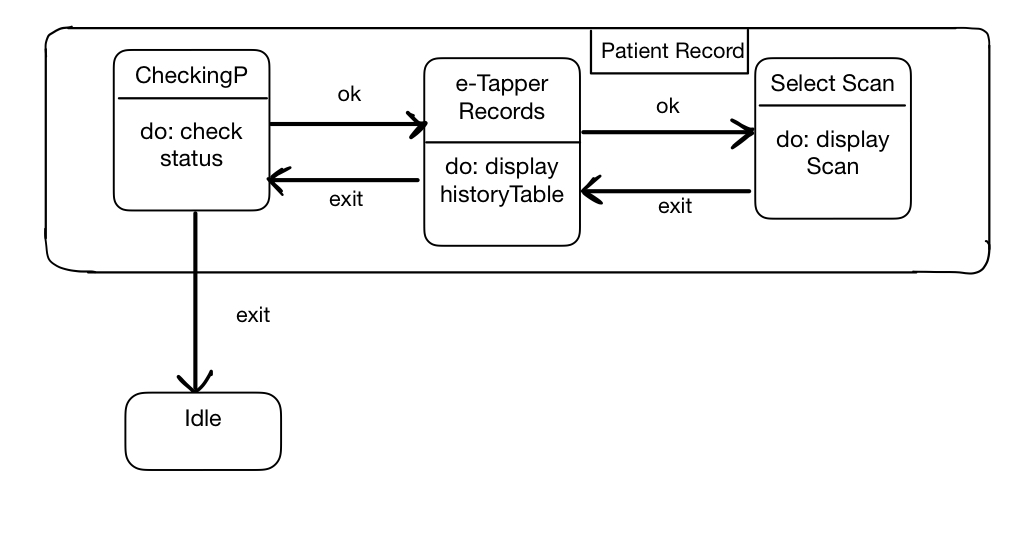 Patient Record
CheckingP
do: check
status
ok
exit
e-Tapper
Records
do: display
historyTable
ok
exit
Select Scan
do: display
Scan
exit
Idle